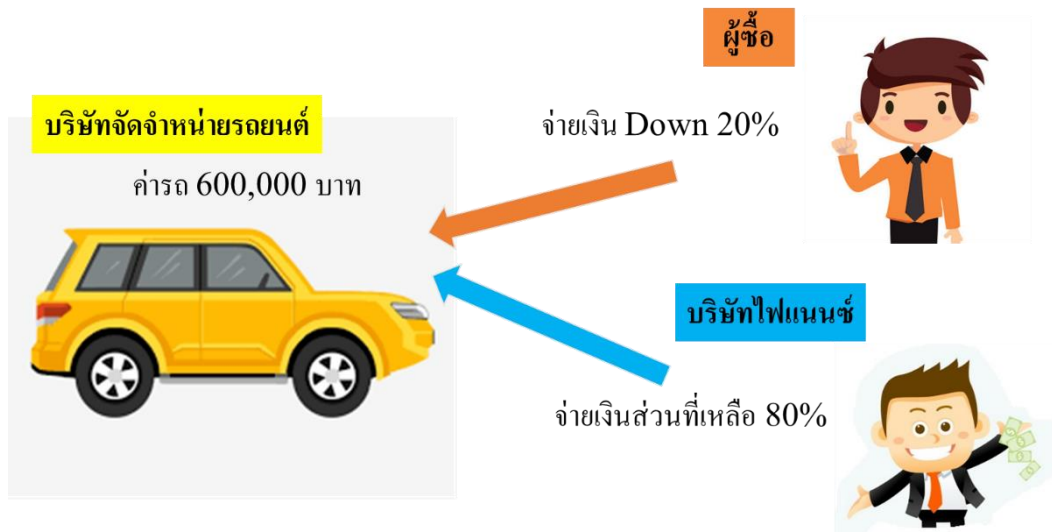 ผู้ซื้อ
บริษัทจัดจำหน่ายรถยนต์
จ่ายเงิน Down 20%
ค่ารถ 600,000 บาท
บริษัทไฟแนนซ์
จ่ายเงินส่วนที่เหลือ 80%